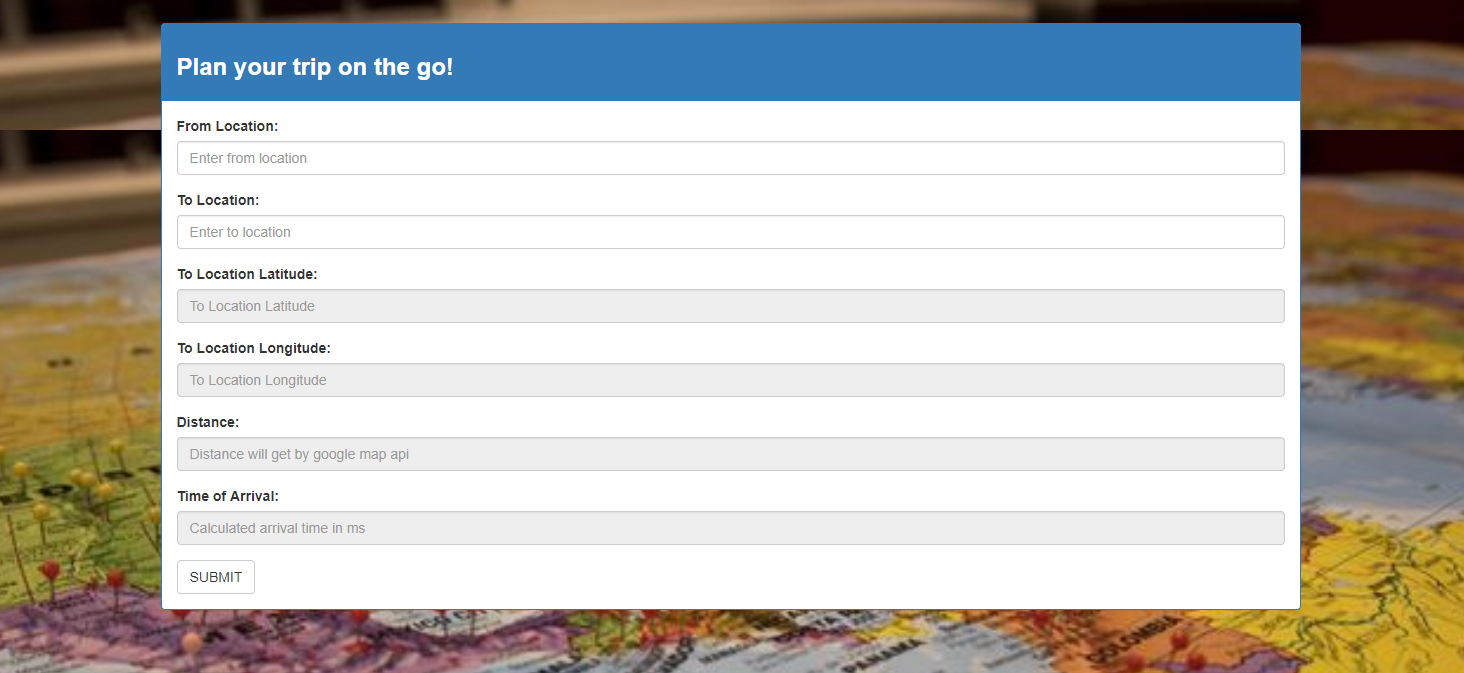 Plan your trip on the go!
From Location:
Enter from location
To Location:
Enter to location
To Location Latitude:
To Location Latitude
To Location Longitude:
To Location Longitude
Distance:
Distance will get by google map api
Time of Arrival:
Calculated arrival time in ms
SUBMIT
PANAMA
COLOMBIA